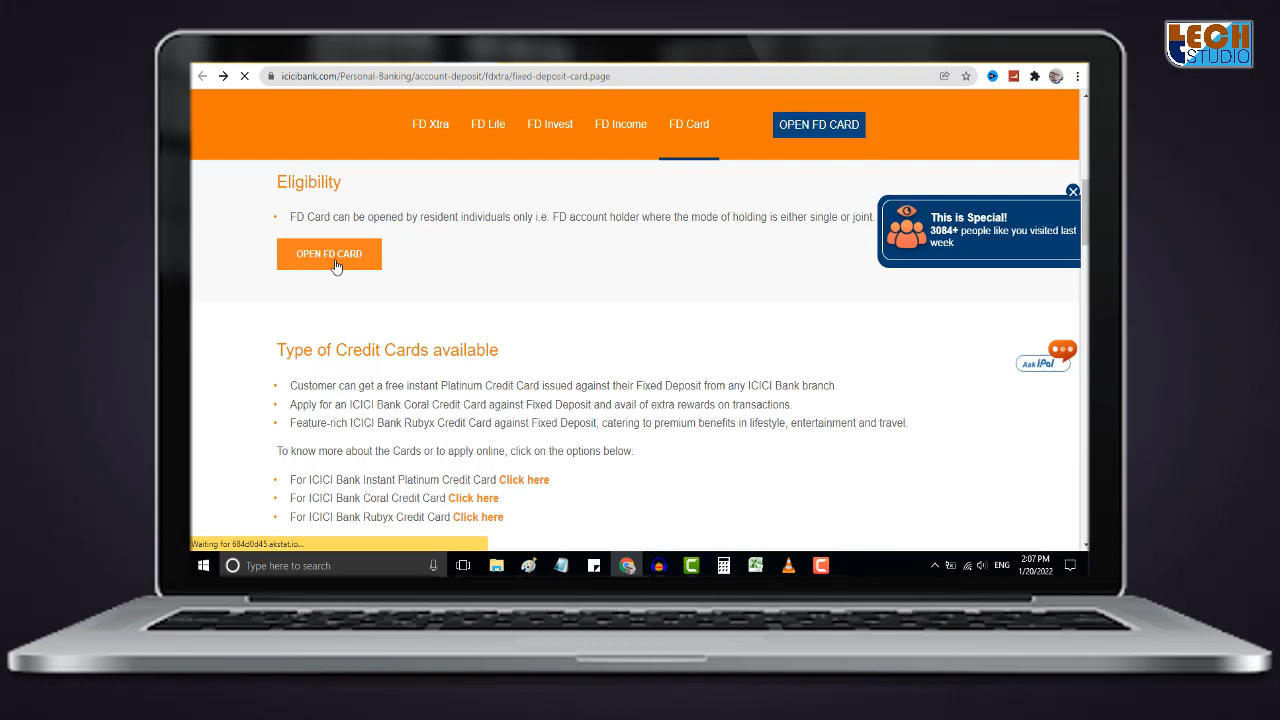 LECH
STUDIO
icicibank.com/Personal-Banking/account-deposit/fdxtra/fixed-deposit-card.page
FD Xtra
FD Life
FD Invest
FD Income
FD Card
OPEN FD CARD
Eligibility
FD Card can be opened by resident individuals only i.e. FD account holder where the mode of holding is either single or joint.
OPEN FD CARD
This is Special!
3084+ people like you visited last
week
Type of Credit Cards available
Ask iPal
Customer can get a free instant Platinum Credit Card issued against their Fixed Deposit from any ICICI Bank branch.
Apply for an ICICI Bank Coral Credit Card against Fixed Deposit and avail of extra rewards on transactions.
Feature-rich ICICI Bank Rubyx Credit Card against Fixed Deposit, catering to premium benefits in lifestyle, entertainment and travel.
To know more about the Cards or to apply online, click on the options below:
For ICICI Bank Instant Platinum Credit Card Click here
For ICICI Bank Coral Credit Card Click here
For ICICI Bank Rubyx Credit Card Click here
Waiting for 684d0d45.akstat.io...
Type here to search
ENG
2:07 PM
1/20/2022